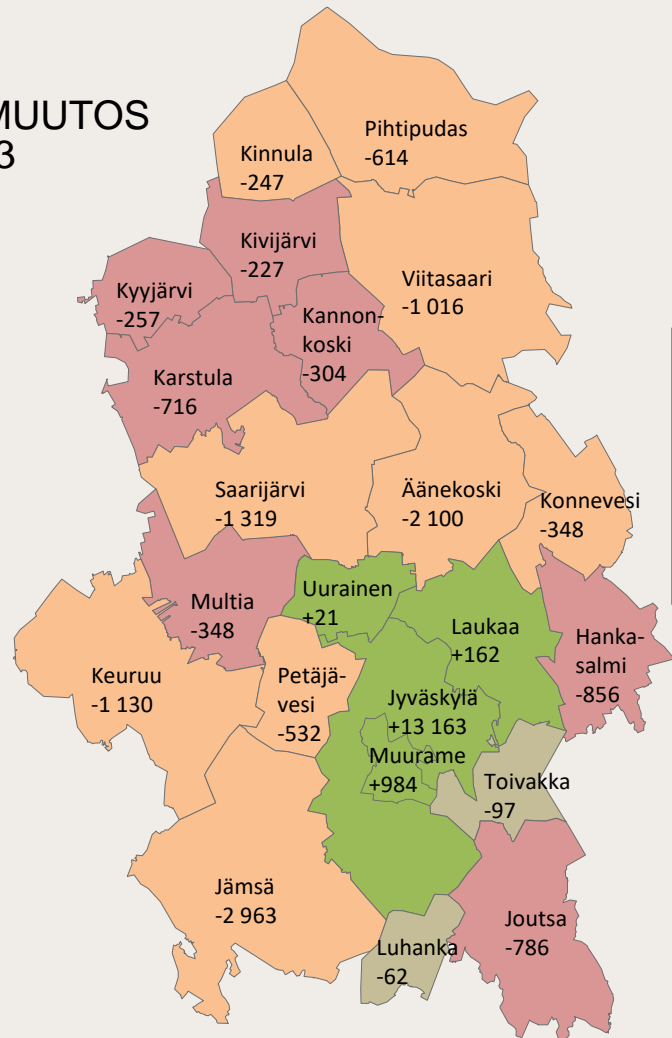 MUUTOS
3
Pihtipudas
-614
Kinnula
-247
Kivijärvi
-227
Viitasaari
-1 016
Kyyjärvi
-257
Kannon-
koski
-304
Karstula
-716
Saarijärvi
-1 319
Äänekoski
-2 100
Konnevesi
-348
Uurainen
+21
Multia
-348
Laukaa
+162
Hanka-
salmi
-856
Keuruu
-1 130
Petäjä-
vesi
-532
Jyväskylä
+13 163
Muurame
+984
Toivakka
-97
Jämsä
-2 963
Joutsa
-786
Luhanka
-62